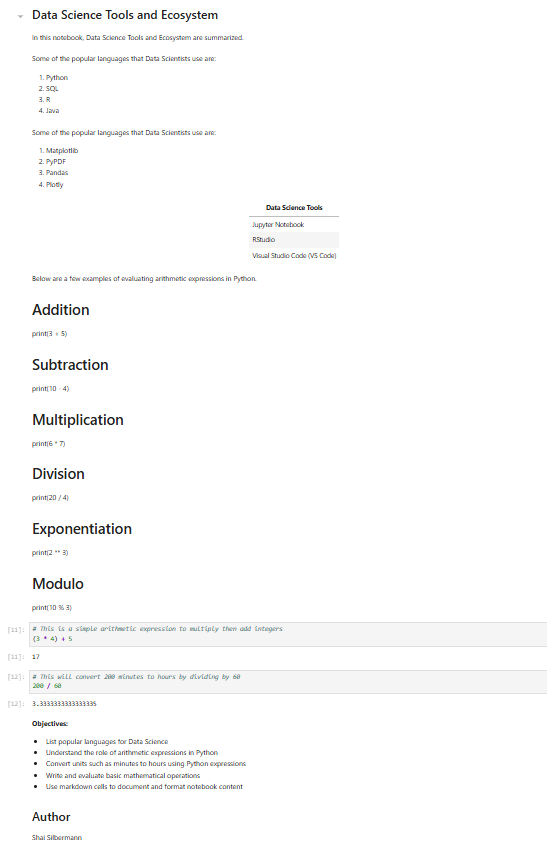 Data Science Tools and Ecosystem
In this notebook, Data Science Tools and Ecosystem are summarized.
Some of the popular languages that Data Scientists use are:
1. Python
2. SQL
3. R
4. Java
Some of the popular languages that Data Scientists use are:
1. Matplotlib
2. PyPDF
3. Pandas
4. Plotly
Data Science Tools
Jupyter Notebook
RStudio
Visual Studio Code (VS Code)
Below are a few examples of evaluating arithmetic expressions in Python.
Addition
print(3 + 5)
Subtraction
print(10 - 4)
Multiplication
print(6 * 7)
Division
print(20 / 4)
Exponentiation
print(2 ** 3)
Modulo
print(10 % 3)
[11]: # This is a simple arithmetic expression to multiply then add integers
(3 * 4) + 5
[11]: 17
[12]: # This will convert 200 minutes to hours by dividing by 60
200 / 60
[12]: 3.3333333333333335
Objectives:
• List popular languages for Data Science
• Understand the role of arithmetic expressions in Python
• Convert units such as minutes to hours using Python expressions
• Write and evaluate basic mathematical operations
• Use markdown cells to document and format notebook content
Author
Shai Silbermann